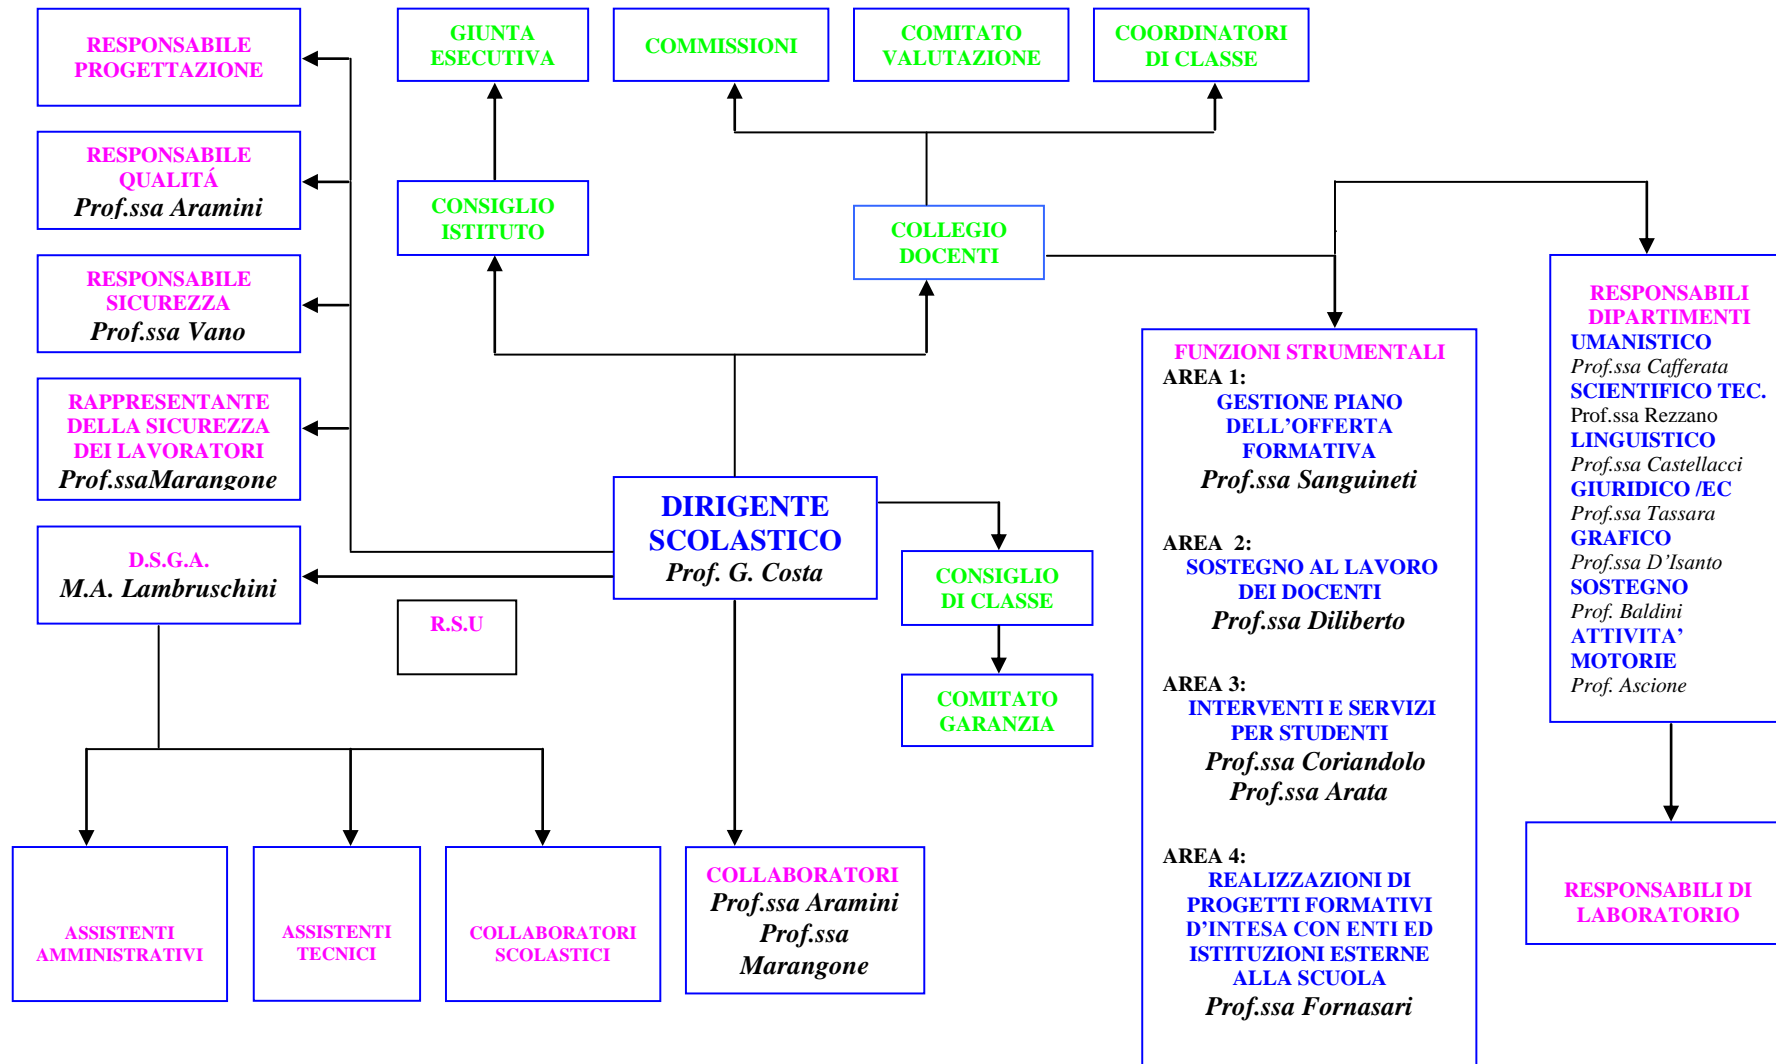 RESPONSABILE
PROGETTAZIONE
GIUNTA
ESECUTIVA
COMMISSIONI
COMITATO
VALUTAZIONE
COORDINATORI
DI CLASSE
RESPONSABILE
QUALITÁ
Prof.ssa Aramini
CONSIGLIO
ISTITUTO
COLLEGIO
DOCENTI
RESPONSABILE
SICUREZZA
Prof.ssa Vano
RAPPRESENTANTE
DELLA SICUREZZA
DEI LAVORATORI
Prof.ssaMarangone
DIRIGENTE
SCOLASTICO
Prof. G. Costa
D.S.G.A.
M.A. Lambruschini
R.S.U
CONSIGLIO
DI CLASSE
COMITATO
GARANZIA
FUNZIONI STRUMENTALI
AREA 1:
GESTIONE PIANO
DELL’OFFERTA
FORMATIVA
Prof.ssa Sanguineti
AREA  2:
SOSTEGNO AL LAVORO
DEI DOCENTI
Prof.ssa Diliberto
AREA 3:
INTERVENTI E SERVIZI
PER STUDENTI
Prof.ssa Coriandolo
Prof.ssa Arata
AREA 4:
REALIZZAZIONI DI
PROGETTI FORMATIVI
D’INTESA CON ENTI ED
ISTITUZIONI ESTERNE
ALLA SCUOLA
Prof.ssa Fornasari
RESPONSABILI
DIPARTIMENTI
UMANISTICO
Prof.ssa Cafferata
SCIENTIFICO TEC.
Prof.ssa Rezzano
LINGUISTICO
Prof.ssa Castellacci
GIURIDICO /EC
Prof.ssa Tassara
GRAFICO
Prof.ssa D’Isanto
SOSTEGNO
Prof. Baldini
ATTIVITA’
MOTORIE
Prof. Ascione
RESPONSABILI DI
LABORATORIO
ASSISTENTI
AMMINISTRATIVI
ASSISTENTI
TECNICI
COLLABORATORI
SCOLASTICI
COLLABORATORI
Prof.ssa Aramini
Prof.ssa
Marangone